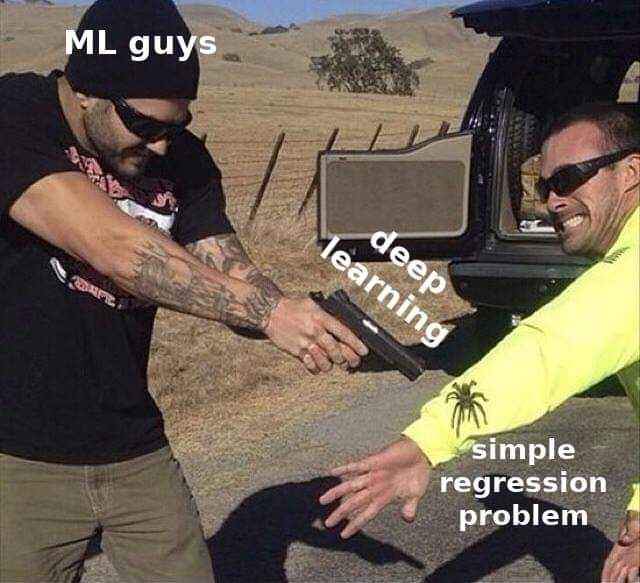 ML guys
deep
learning
simple
regression
problem